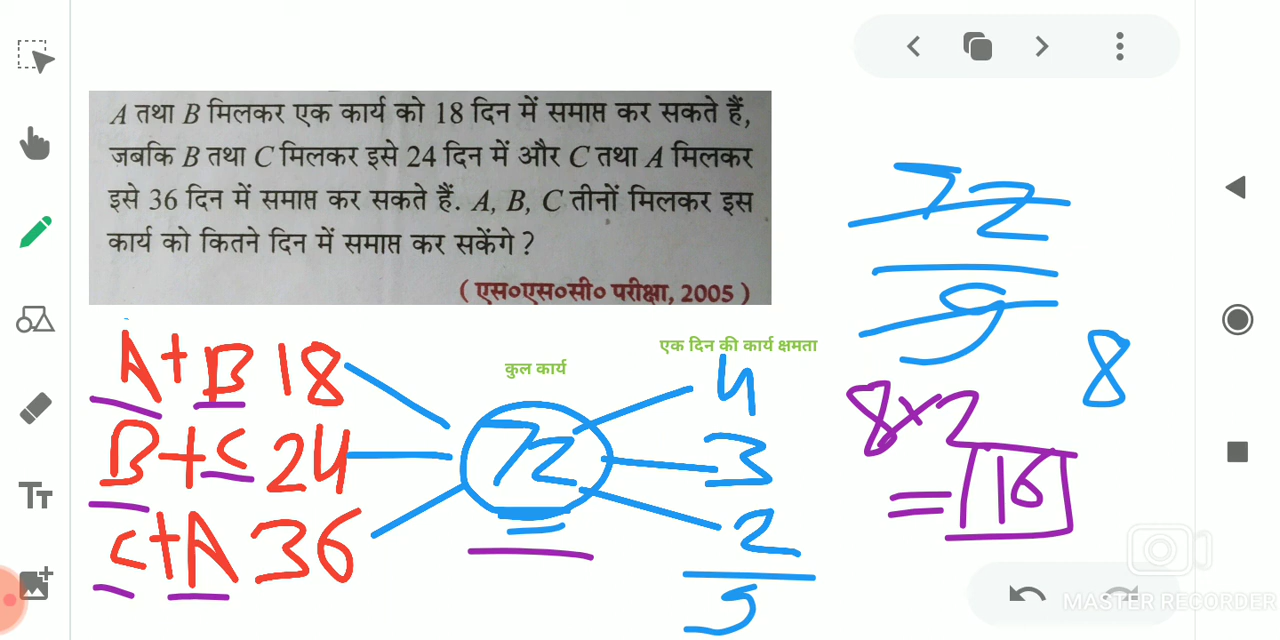 A तथा B मिलकर एक कार्य को 18 दिन में समाप्त कर सकते हैं,
जबकि B तथा C मिलकर इसे 24 दिन में और C तथा A मिलकर
इसे 36 दिन में समाप्त कर सकते हैं. A, B, C तीनों मिलकर इस
कार्य को कितने दिन में समाप्त कर सकेंगे ?
( एस०एस०सी० परीक्षा, 2005 )
कुल कार्य
एक दिन की कार्य क्षमता
A+B 18
B+C 24
C+A 36
72
4
3
2
9
72
9
8
8×2
=16
Tт
MASTER RECORDER